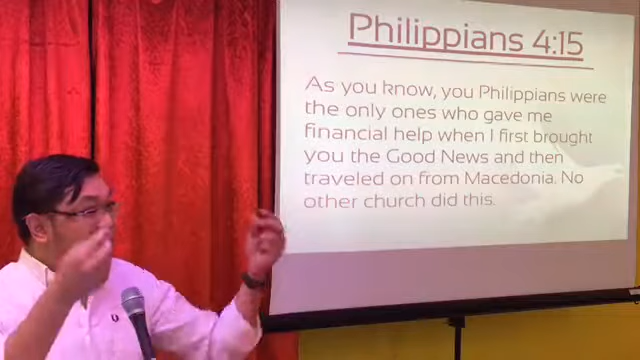 Philippians 4:15
As you know, you Philippians were
the only ones who gave me
financial help when I first brought
you the Good News and then
traveled on from Macedonia. No
other church did this.